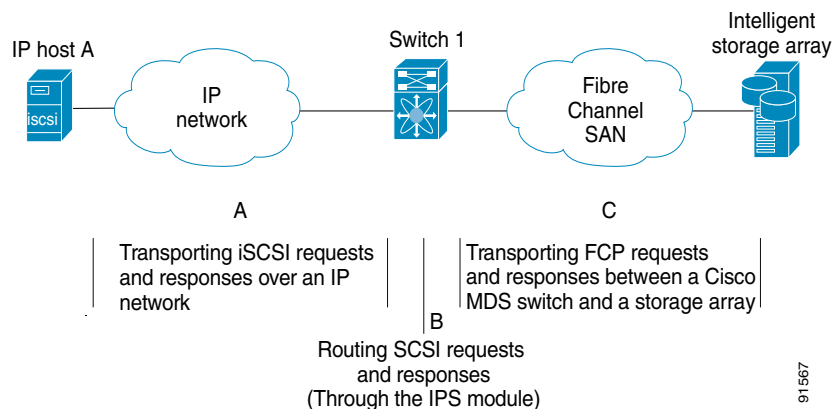 IP host A
iscsi
IP
network
Switch 1
Fibre
Channel
SAN
Intelligent
storage array
A
Transporting iSCSI requests
and responses over an IP
network
C
Transporting FCP requests
and responses between a Cisco
MDS switch and a storage array
B
Routing SCSI requests
and responses
(Through the IPS module)
91567